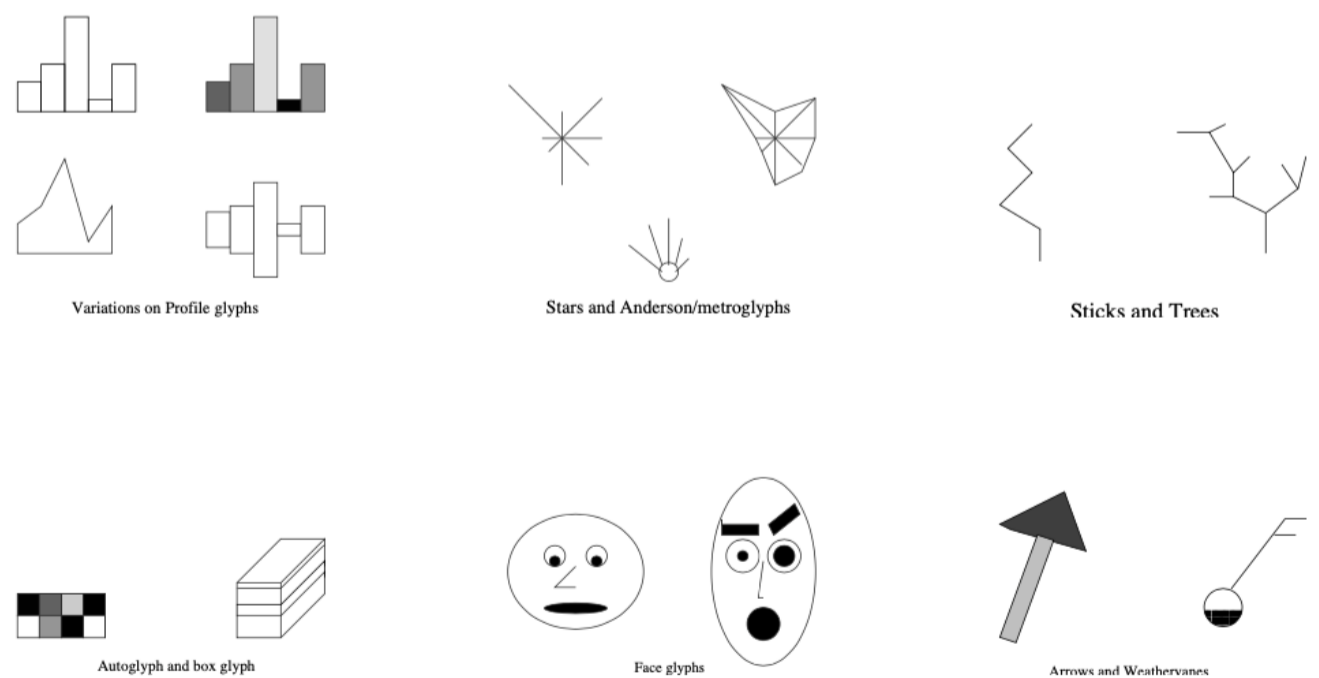 Variations on Profile glyphs
Stars and Anderson/metroglyphs
Sticks and Trees
Autoglyph and box glyph
Face glyphs
Arrows and Weathervanes